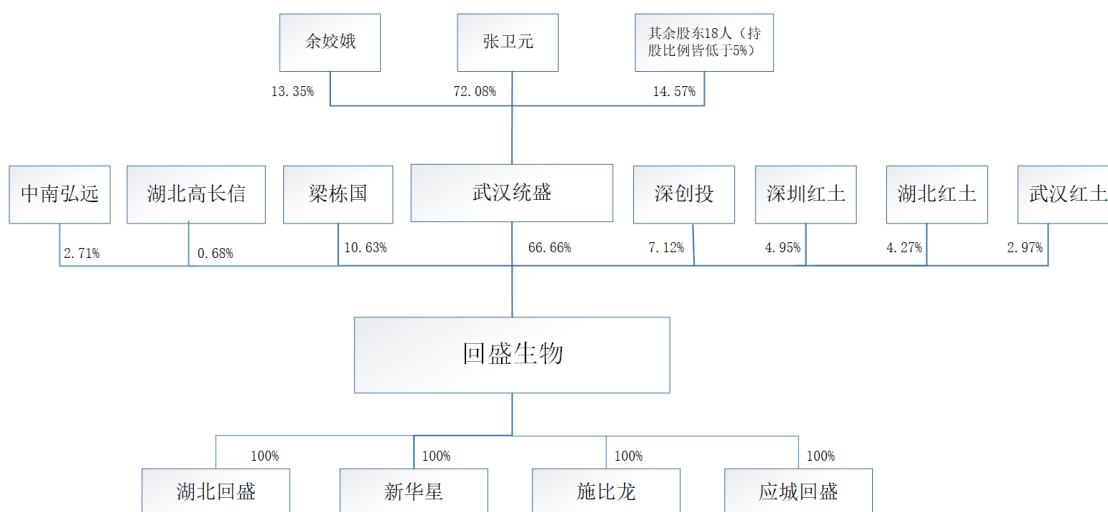 余姣娥
张卫元
其余股东18人（持
股比例皆低于5%）
13.35%
72.08%
14.57%
中南弘远
湖北高长信
梁栋国
武汉统盛
深创投
深圳红土
湖北红土
武汉红土
2.71%
0.68%
10.63%
66.66%
7.12%
4.95%
4.27%
2.97%
回盛生物
100%
100%
100%
100%
湖北回盛
新华星
施比龙
应城回盛